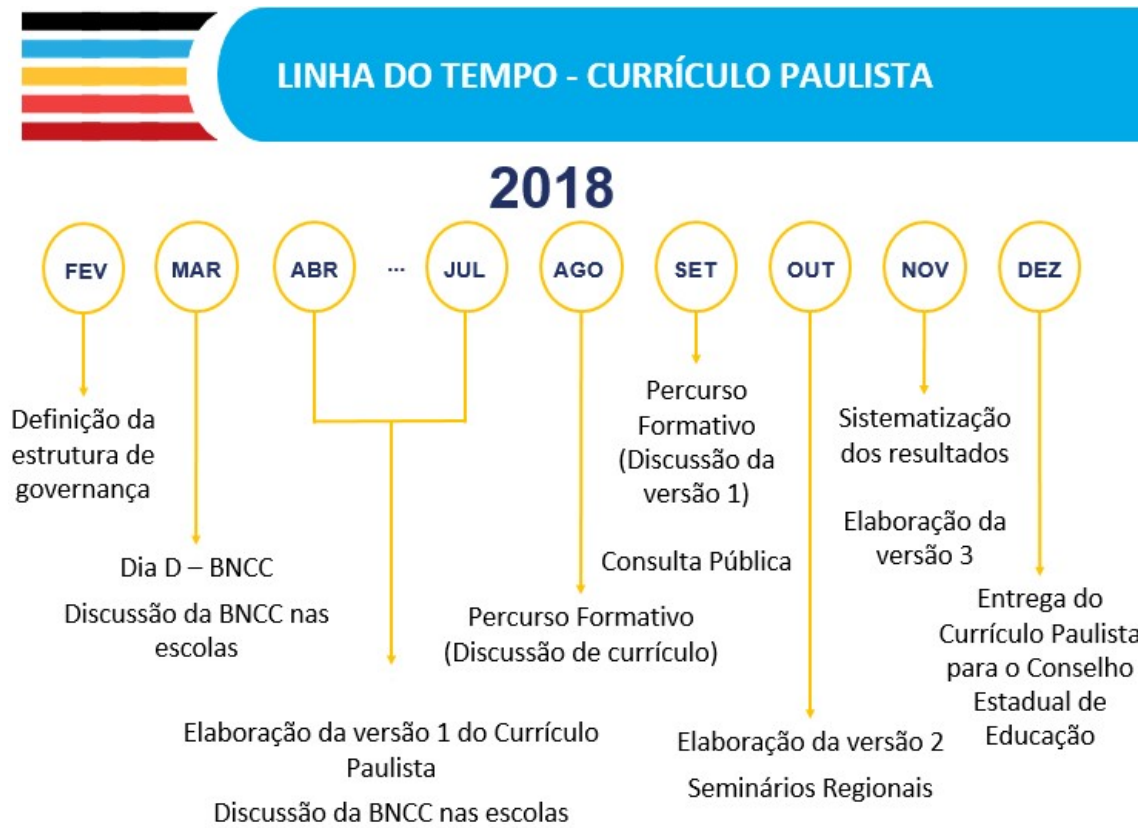 LINHA DO TEMPO - CURRÍCULO PAULISTA
2018
FEV
MAR
ABR
...
JUL
AGO
SET
OUT
NOV
DEZ
Definição da
estrutura de
governança
Dia D – BNCC
Discussão da BNCC nas
escolas
Elaboração da versão 1 do Currículo
Paulista
Discussão da BNCC nas escolas
Percurso Formativo
(Discussão de currículo)
Percurso
Formativo
(Discussão da
versão 1)
Consulta Pública
Elaboração da versão 2
Seminários Regionais
Sistematização
dos resultados
Elaboração da
versão 3
Entrega do
Currículo Paulista
para o Conselho
Estadual de
Educação